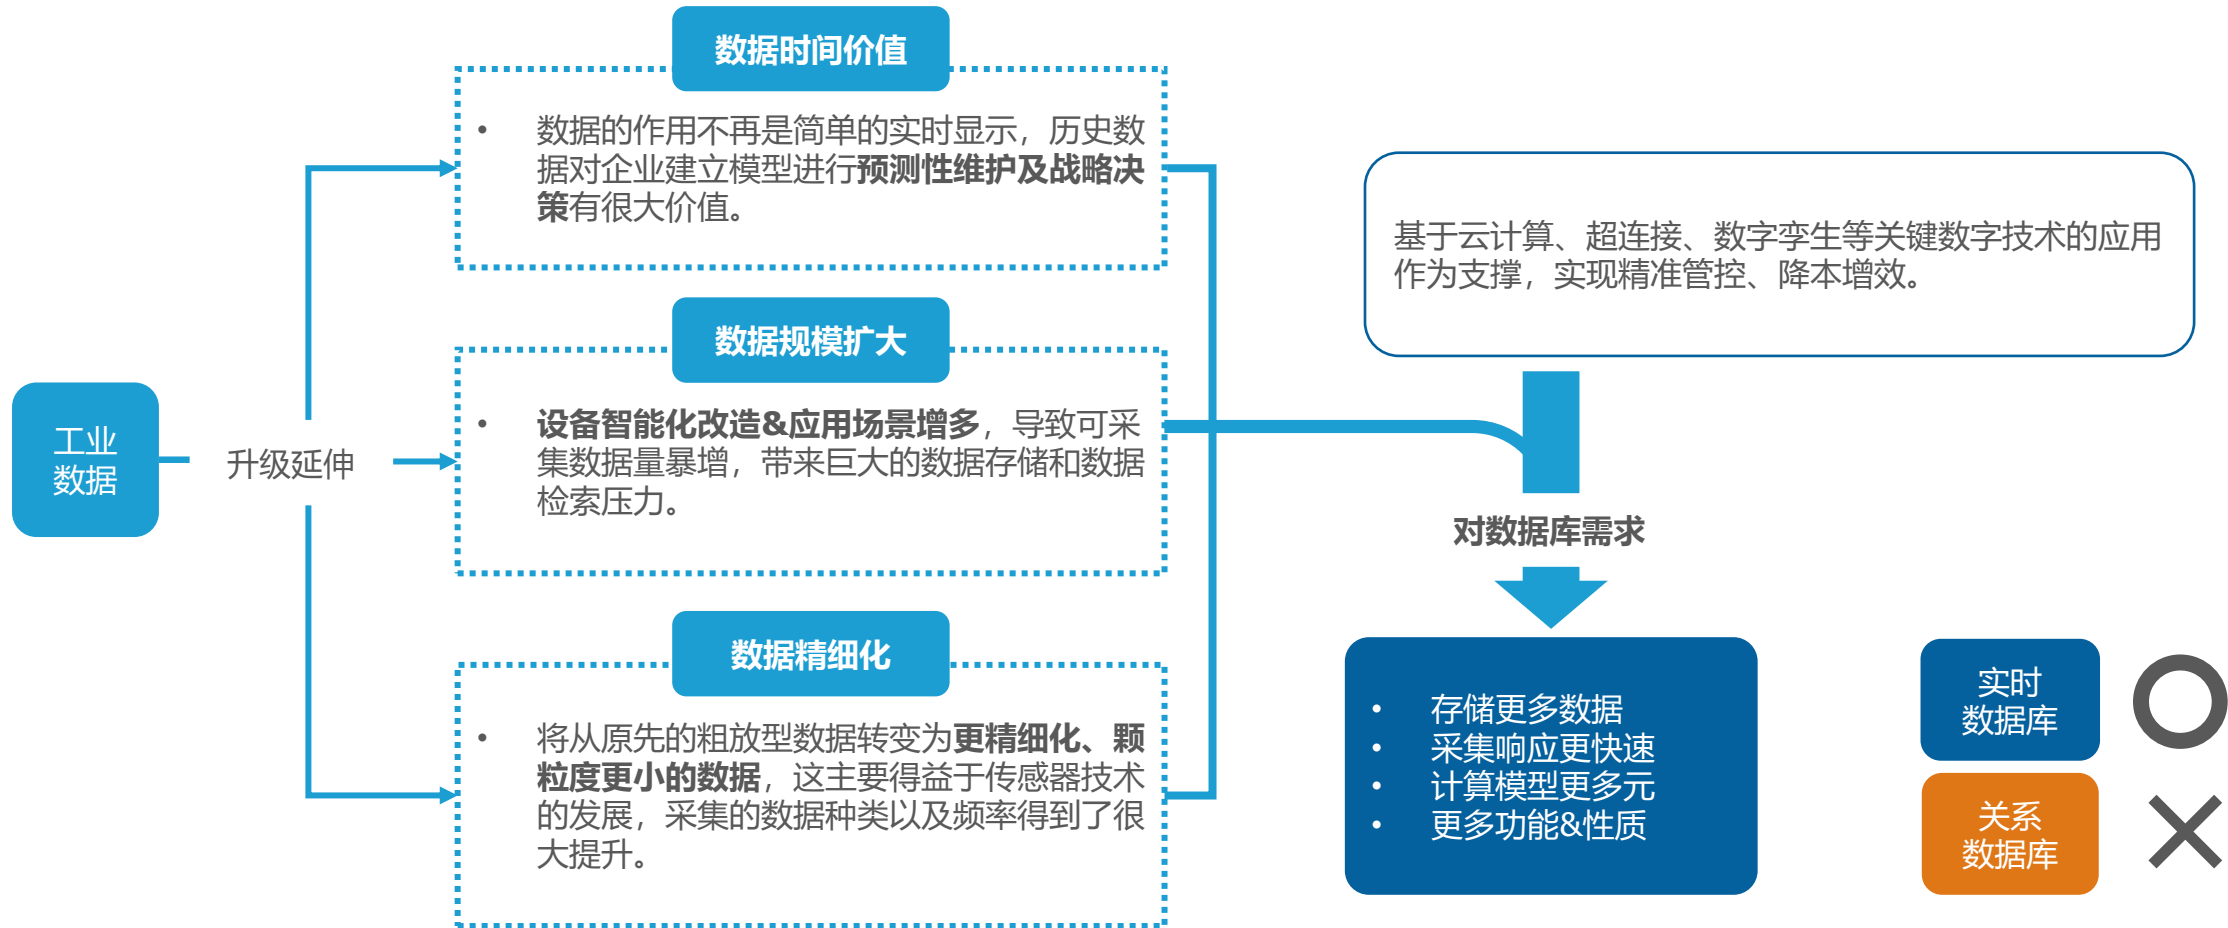 工业
数据
升级延伸
数据时间价值
• 数据的作用不再是简单的实时显示，历史数
据对企业建立模型进行预测性维护及战略决
策有很大价值。
数据规模扩大
• 设备智能化改造&应用场景增多，导致可采
集数据量暴增，带来巨大的数据存储和数据
检索压力。
数据精细化
• 将从原先的粗放型数据转变为更精细化、颗
粒度更小的数据，这主要得益于传感器技术
的发展，采集的数据种类以及频率得到了很
大提升。
基于云计算、超连接、数字孪生等关键数字技术的应用
作为支撑，实现精准管控、降本增效。
对数据库需求
• 存储更多数据
• 采集响应更快速
• 计算模型更多元
• 更多功能&性质
实时
数据库
关系
数据库